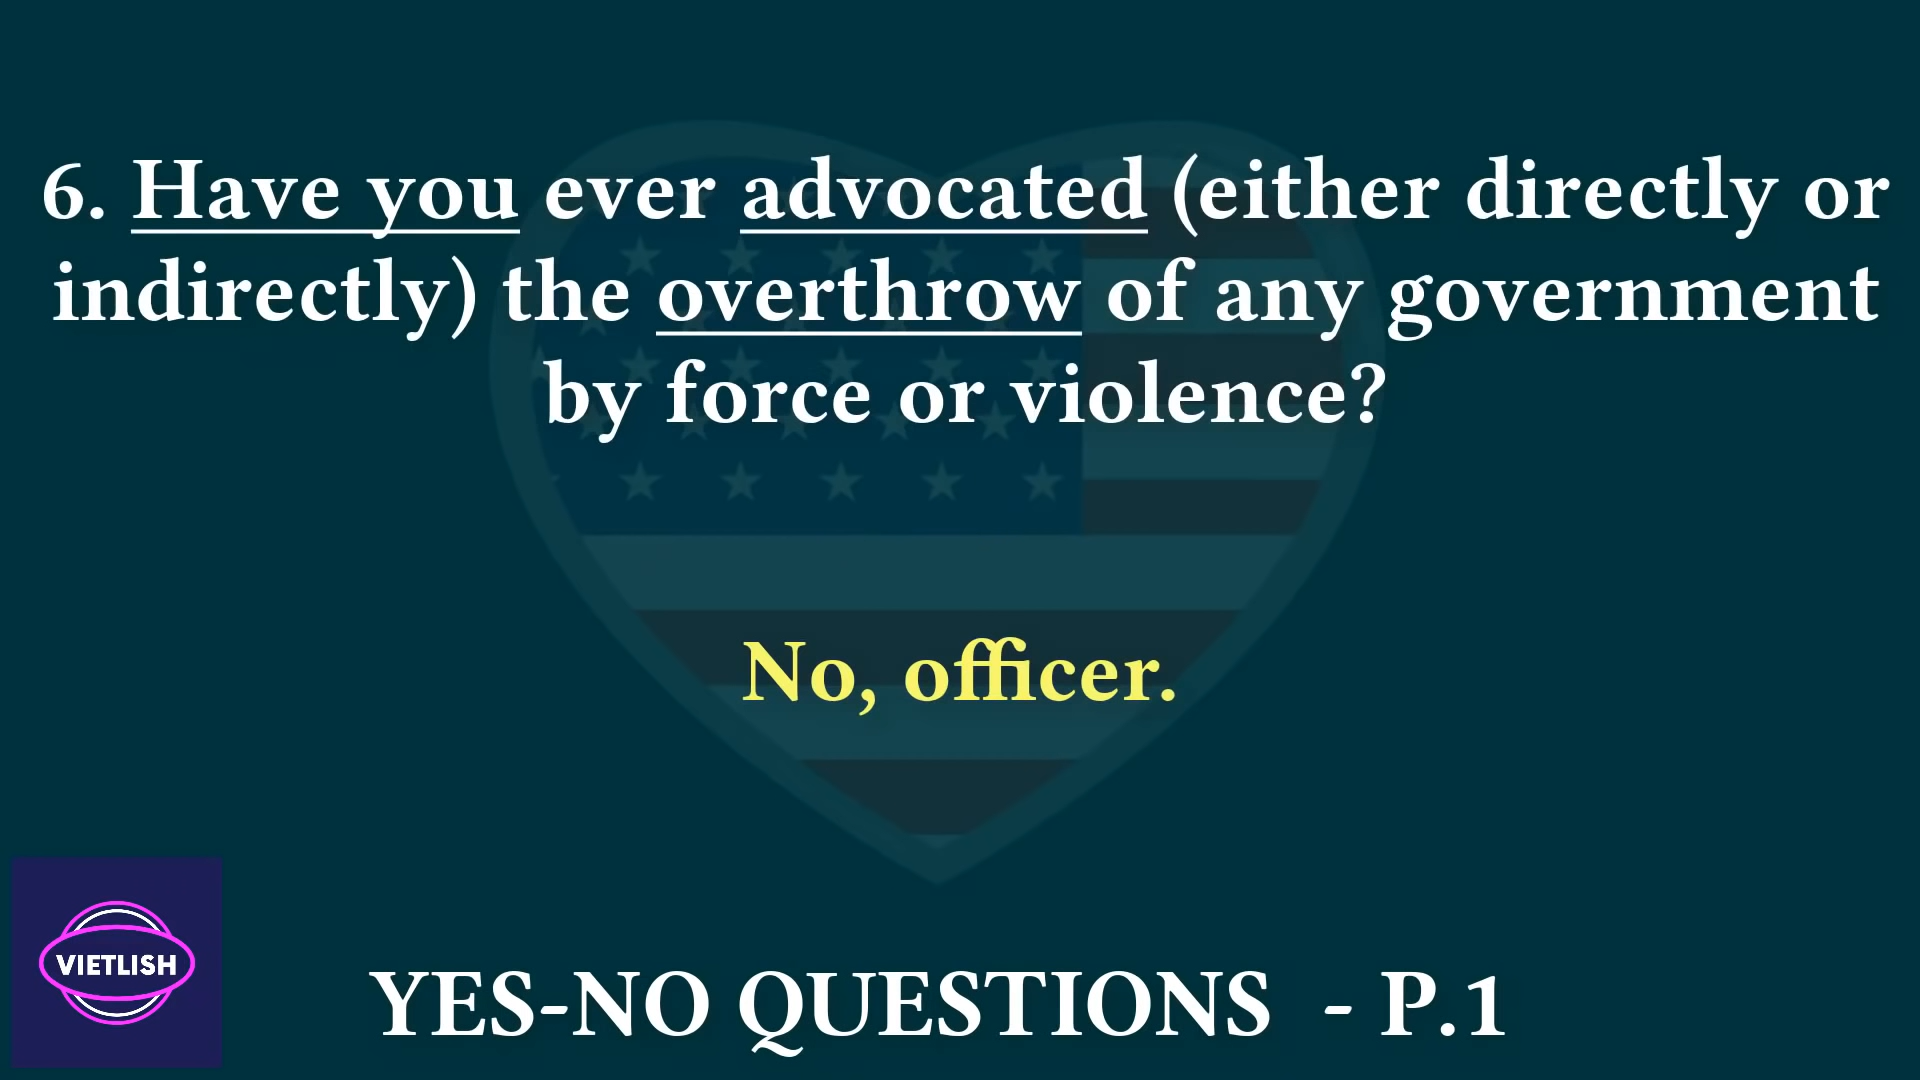 6. Have you ever advocated (either directly or
indirectly) the overthrow of any government
by force or violence?
No, officer.
VIETLISH
YES-NO QUESTIONS - P.1